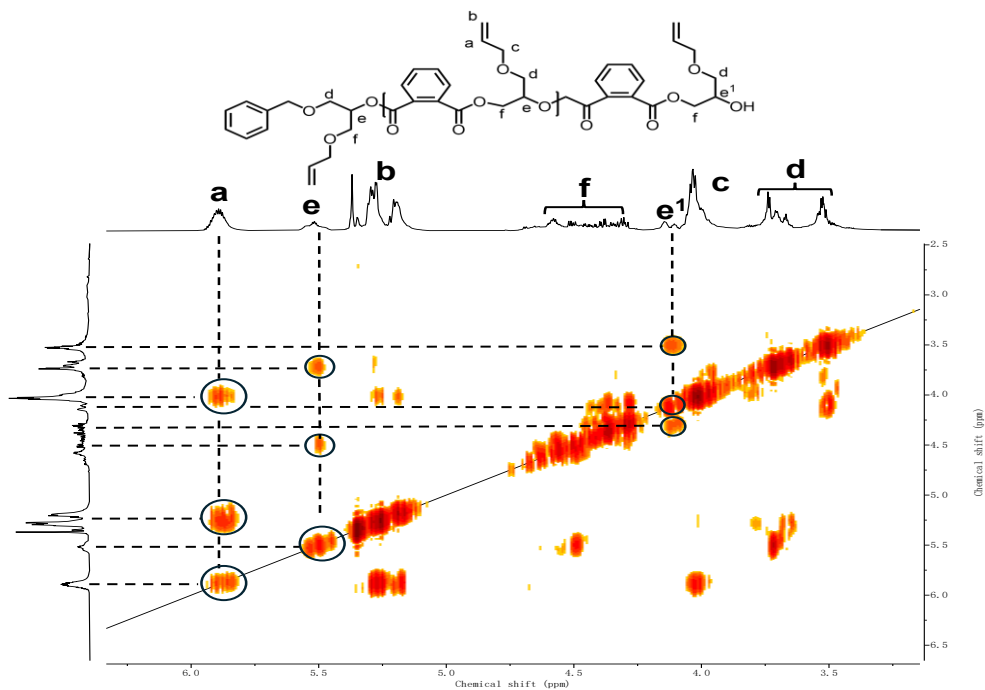 b
a
c
O
d
O
O
e
f
O
O
O
d
O
e
f
O
O
O
O
O
d
e1
OH
f
a
e
b
f
e1
c
d
2.5
3.0
3.5
4.0
4.5
5.0
5.5
6.0
6.5
Chemical shift (ppm)
6.0 5.5 5.0 4.5 4.0 3.5
Chemical shift (ppm)